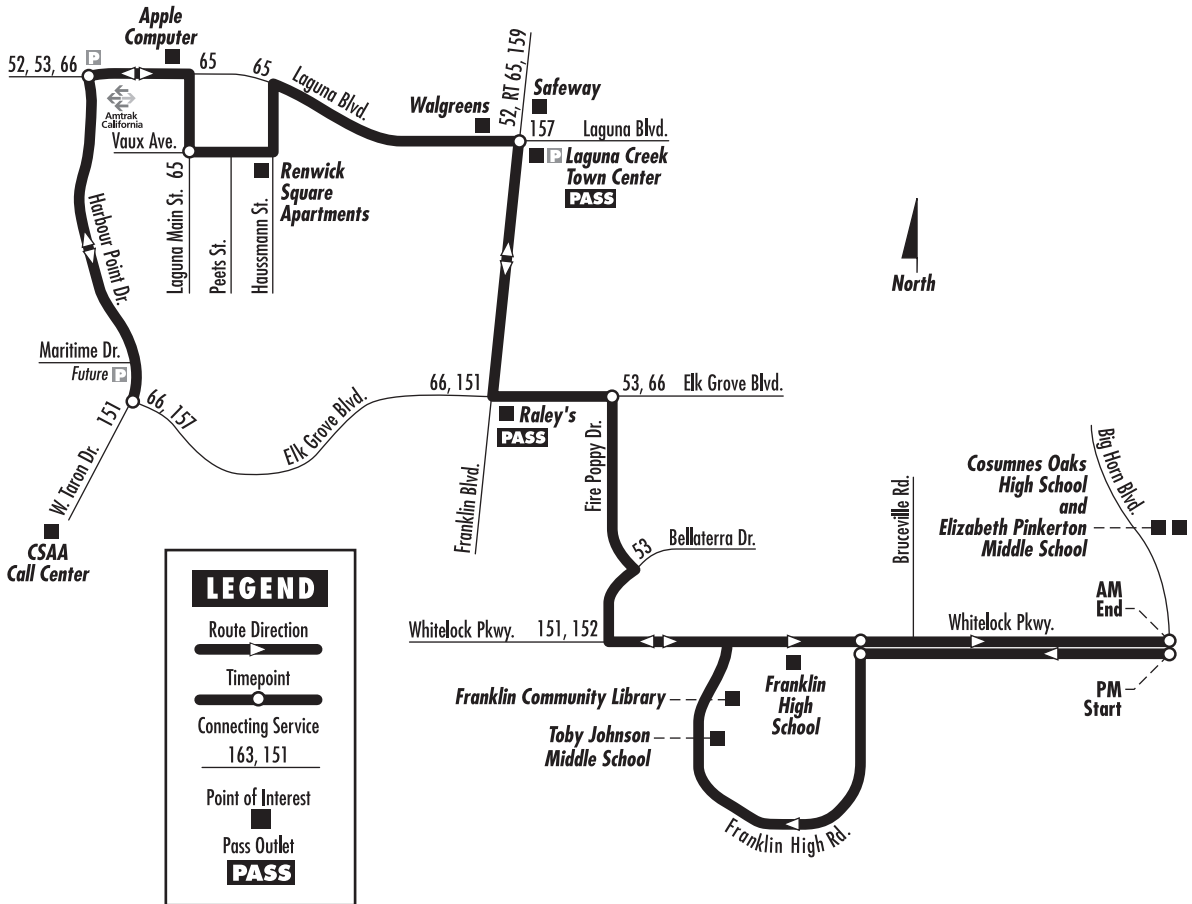 Apple
Computer
52, 53, 66
P
65
65
Laguna Blvd.
52, RT 65, 159
Safeway
Walgreens
157
Laguna Blvd.
Amtrak
California
Vaux Ave.
P
Laguna Creek
Town Center
PASS
Renwick
Square
Apartments
65
Laguna Main St.
Peets St.
Haussmann St.
Harbour Point Dr.
North
Maritime Dr.
Future P
151
66, 157
Elk Grove Blvd.
66, 151
53, 66
Elk Grove Blvd.
Raley's
PASS
W. Taron Dr.
CSAA
Call Center
Franklin Blvd.
Fire Poppy Dr.
53
Bellaterra Dr.
Bruceville Rd.
Big Horn Blvd.
Cosumnes Oaks
High School
and
Elizabeth Pinkerton
Middle School
AM
End
Whitelock Pkwy.
151, 152
Whitelock Pkwy.
PM
Start
Franklin Community Library
Franklin
High
School
Toby Johnson
Middle School
Franklin High Rd.
LEGEND
Route Direction
Timepoint
Connecting Service
163, 151
Point of Interest
Pass Outlet
PASS